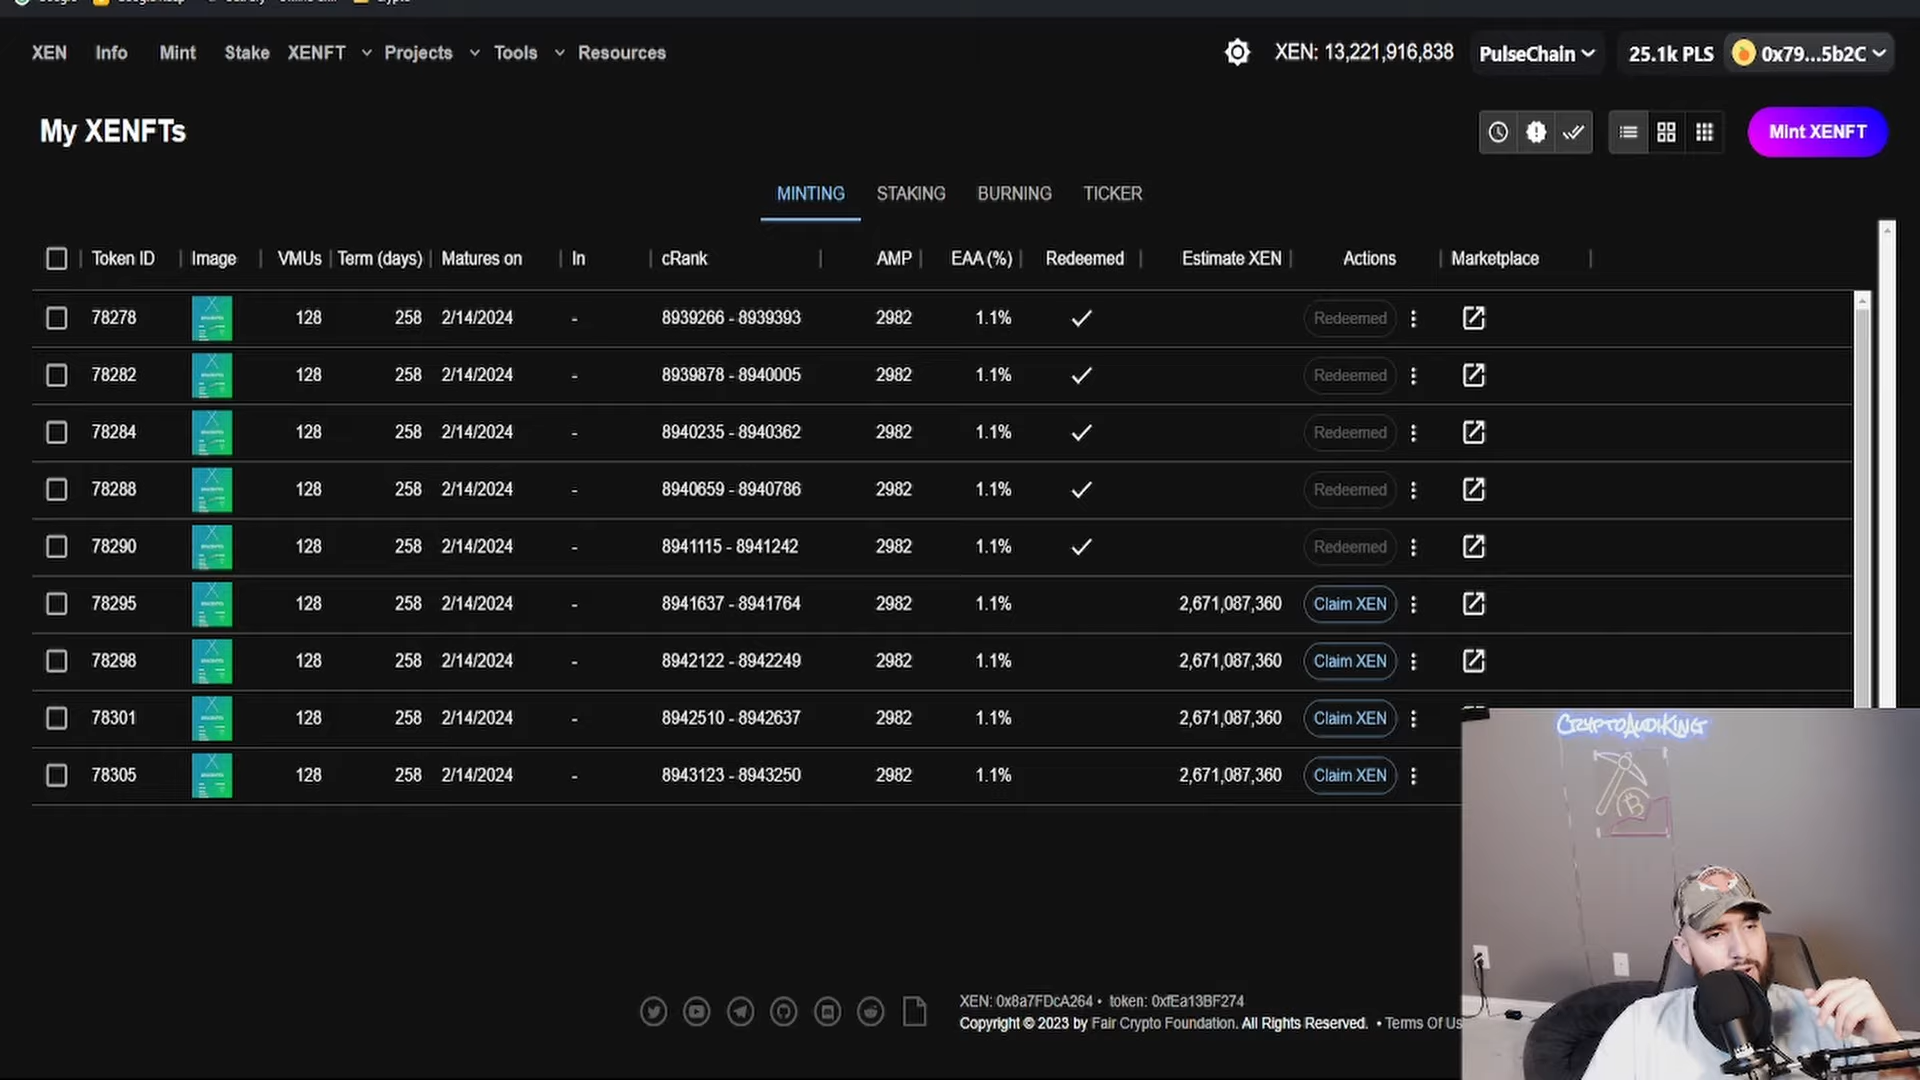 XEN Info Mint Stake XENFT Projects Tools Resources XEN: 13,221,916,838 PulseChain 25.1k PLS 0x79...5b2C
My XENFTs Mint XENFT
MINTING STAKING BURNING TICKER
Token ID Image VMUs Term (days) Matures on In cRank AMP EAA (%) Redeemed Estimate XEN Actions Marketplace
78278 128 258 2/14/2024 - 8939266 - 8939393 2982 1.1% Redeemed
78282 128 258 2/14/2024 - 8939878 - 8940005 2982 1.1% Redeemed
78284 128 258 2/14/2024 - 8940235 - 8940362 2982 1.1% Redeemed
78288 128 258 2/14/2024 - 8940659 - 8940786 2982 1.1% Redeemed
78290 128 258 2/14/2024 - 8941115 - 8941242 2982 1.1% Redeemed
78295 128 258 2/14/2024 - 8941637 - 8941764 2982 1.1% 2,671,087,360 Claim XEN
78298 128 258 2/14/2024 - 8942122 - 8942249 2982 1.1% 2,671,087,360 Claim XEN
78301 128 258 2/14/2024 - 8942510 - 8942637 2982 1.1% 2,671,087,360 Claim XEN
78305 128 258 2/14/2024 - 8943123 - 8943250 2982 1.1% 2,671,087,360 Claim XEN
CRYPTOAUDIKING
XEN: 0x8a7FDcA264 • token: 0xfEa13BF274
Copyright © 2023 by Fair Crypto Foundation. All Rights Reserved. • Terms Of Us